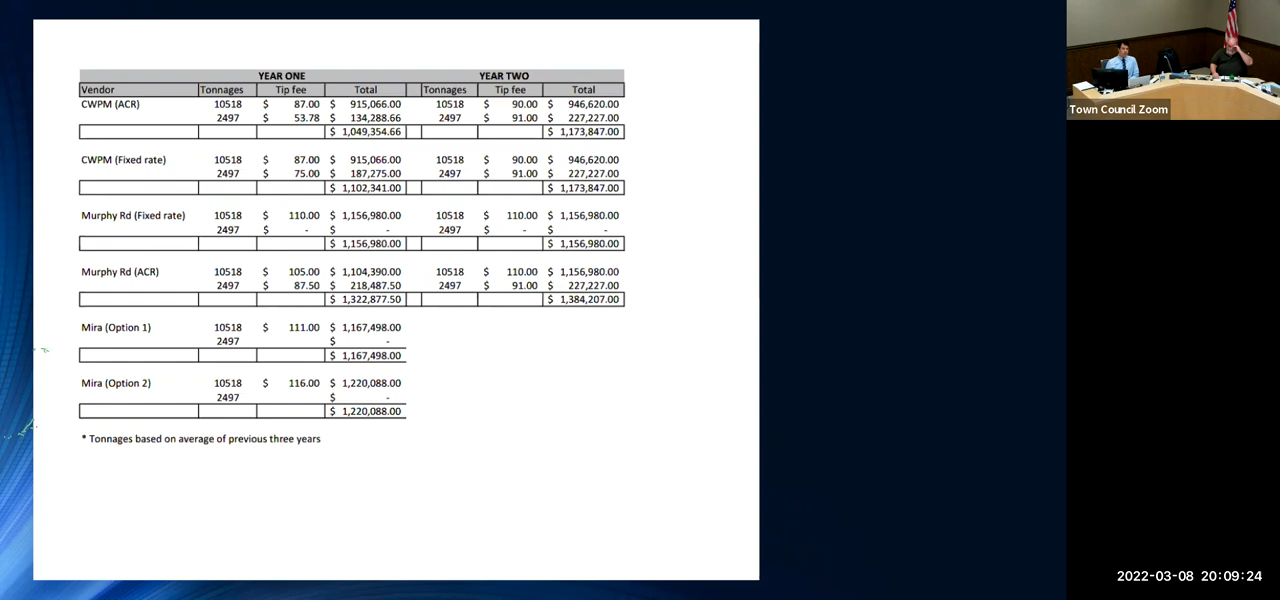 YEAR ONE YEAR TWO
Vendor Tonnages Tip fee Total Tonnages Tip fee Total
CWPM (ACR) 10518 $ 87.00 $ 915,066.00 10518 $ 90.00 $ 946,620.00
2497 $ 53.78 $ 134,288.66 2497 $ 91.00 $ 227,227.00
$ 1,049,354.66 $ 1,173,847.00
CWPM (Fixed rate) 10518 $ 87.00 $ 915,066.00 10518 $ 90.00 $ 946,620.00
2497 $ 75.00 $ 187,275.00 2497 $ 91.00 $ 227,227.00
$ 1,102,341.00 $ 1,173,847.00
Murphy Rd (Fixed rate) 10518 $ 110.00 $ 1,156,980.00 10518 $ 110.00 $ 1,156,980.00
2497 $ - $ - 2497 $ - $ -
$ 1,156,980.00 $ 1,156,980.00
Murphy Rd (ACR) 10518 $ 105.00 $ 1,104,390.00 10518 $ 110.00 $ 1,156,980.00
2497 $ 87.50 $ 218,487.50 2497 $ 91.00 $ 227,227.00
$ 1,322,877.50 $ 1,384,207.00
Mira (Option 1) 10518 $ 111.00 $ 1,167,498.00
2497 $ -
$ 1,167,498.00
Mira (Option 2) 10518 $ 116.00 $ 1,220,088.00
2497 $ -
$ 1,220,088.00
* Tonnages based on average of previous three years
Town Council Zoom
2022-03-08 20:09:24